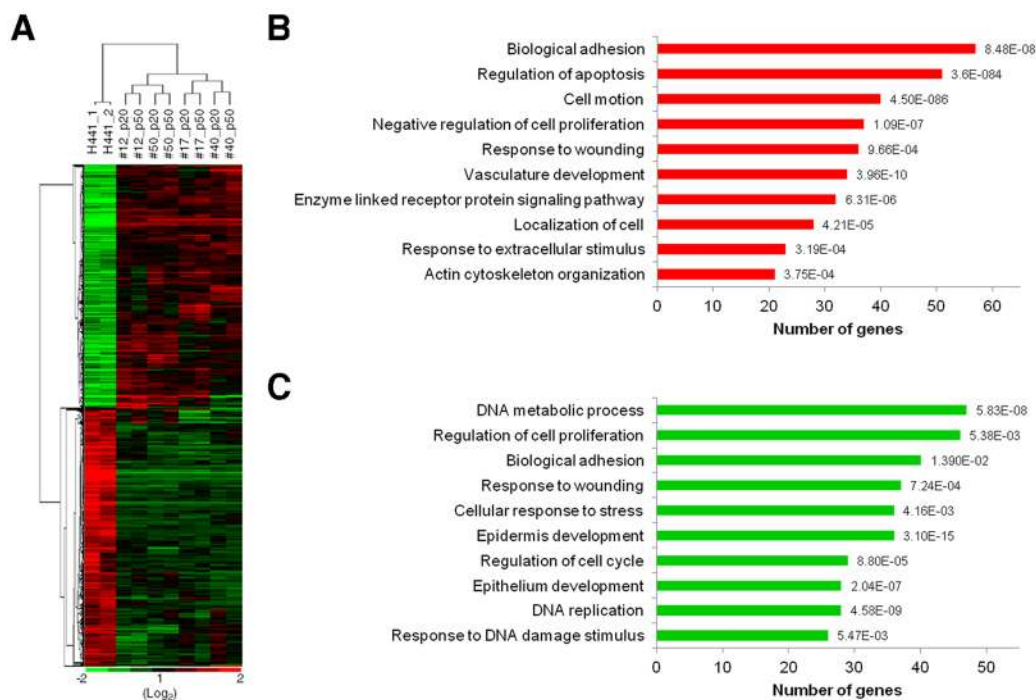 A
H441_1
H441_2
#12_p20
#12_p50
#50_p20
#50_p50
#17_p20
#17_p50
#40_p20
#40_p50
-2 0 2
(Log2)
B
Biological adhesion 8.48E-08
Regulation of apoptosis 3.6E-084
Cell motion 4.50E-086
Negative regulation of cell proliferation 1.09E-07
Response to wounding 9.66E-04
Vasculature development 3.96E-10
Enzyme linked receptor protein signaling pathway 6.31E-06
Localization of cell 4.21E-05
Response to extracellular stimulus 3.19E-04
Actin cytoskeleton organization 3.75E-04
0 10 20 30 40 50 60
Number of genes
C
DNA metabolic process 5.83E-08
Regulation of cell proliferation 5.38E-03
Biological adhesion 1.390E-02
Response to wounding 7.24E-04
Cellular response to stress 4.16E-03
Epidermis development 3.10E-15
Regulation of cell cycle 8.80E-05
Epithelium development 2.04E-07
DNA replication 4.58E-09
Response to DNA damage stimulus 5.47E-03
0 10 20 30 40 50
Number of genes